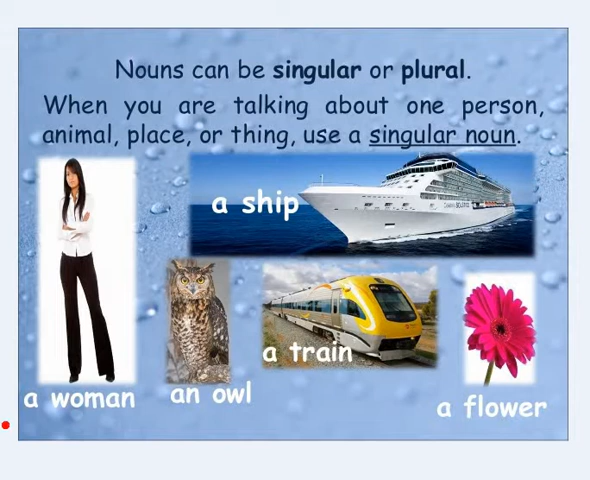 Nouns can be singular or plural.
When you are talking about one person,
animal, place, or thing, use a singular noun.
a ship
a train
a woman
an owl
a flower